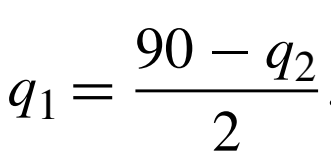 q₁ = (90 − q₂)/2.